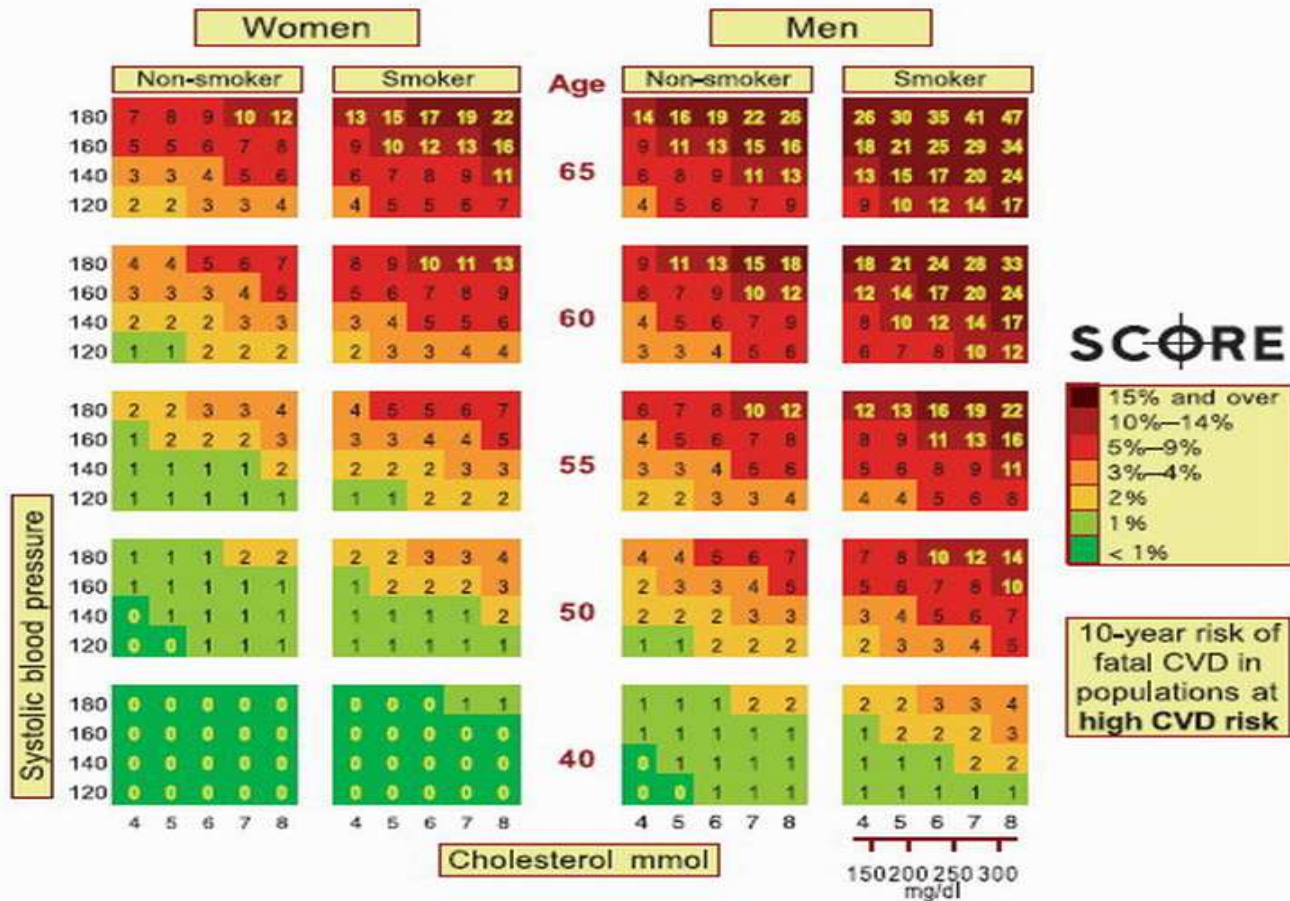 Women Men
Non-smoker Smoker Age Non-smoker Smoker
180 7 8 9 10 12 13 15 17 19 22 14 16 19 22 26 26 30 35 41 47
160 5 5 6 7 8 9 10 12 13 16 9 11 13 15 16 18 21 25 29 34
65
140 3 3 4 5 6 6 7 8 9 11 6 8 9 11 13 13 15 17 20 24
120 2 2 3 3 4 4 5 5 6 7 4 5 6 7 9 9 10 12 14 17
180 4 4 5 6 7 8 9 10 11 13 9 11 13 15 18 18 21 24 28 33
160 3 3 3 4 5 5 6 7 8 9 6 7 9 10 12 12 14 17 20 24
60
140 2 2 2 3 3 3 4 5 5 6 4 5 6 7 9 8 10 12 14 17
120 1 1 2 2 2 2 3 3 4 4 3 3 4 5 6 6 7 8 10 12
180 2 2 3 3 4 4 5 5 6 7 6 7 8 10 12 12 13 16 19 22
160 1 2 2 2 3 3 3 4 4 5 4 5 6 7 8 8 9 11 13 16
55
140 1 1 1 1 2 2 2 2 3 3 3 3 4 5 6 5 6 8 9 11
120 1 1 1 1 1 1 1 2 2 2 2 2 3 3 4 4 4 5 6 8
180 1 1 1 2 2 2 2 3 3 4 4 4 5 6 7 7 8 10 12 14
160 1 1 1 1 1 1 2 2 2 3 2 3 3 4 5 5 6 7 8 10
50
140 0 1 1 1 1 1 1 1 1 2 2 2 2 3 3 3 4 5 6 7
120 0 0 1 1 1 1 1 1 1 1 1 1 2 2 2 2 3 3 4 5
180 0 0 0 0 0 0 0 0 1 1 1 1 1 2 2 2 2 3 3 4
160 0 0 0 0 0 0 0 0 0 0 1 1 1 1 1 1 2 2 2 3
40
140 0 0 0 0 0 0 0 0 0 0 0 1 1 1 1 1 1 1 2 2
120 0 0 0 0 0 0 0 0 0 0 0 0 1 1 1 1 1 1 1 1
4 5 6 7 8 4 5 6 7 8 4 5 6 7 8 4 5 6 7 8
Systolic blood pressure
Cholesterol mmol
150 200 250 300
mg/dl
SCORE
15% and over
10%–14%
5%–9%
3%–4%
2%
1%
< 1%
10-year risk of
fatal CVD in
populations at
high CVD risk